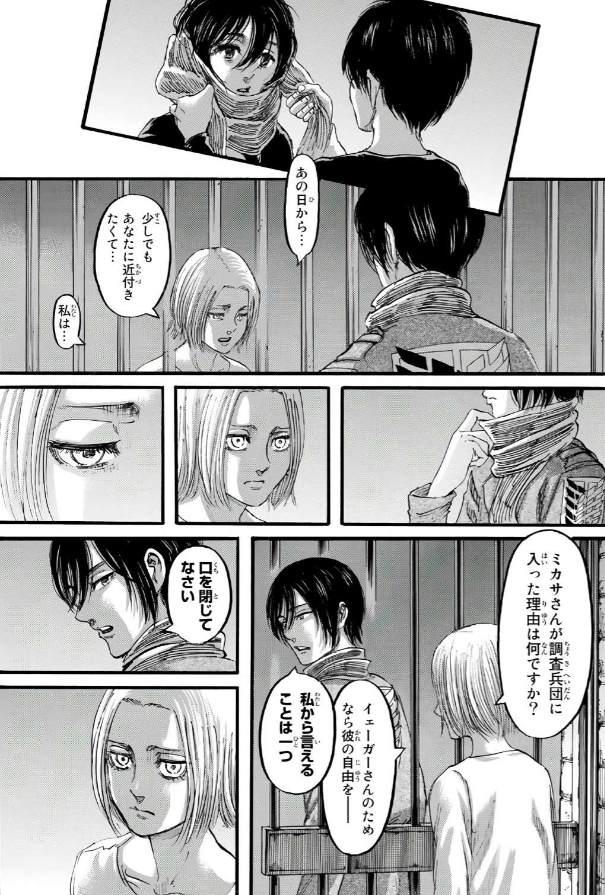 あの日から…
少しでも
あなたに近付き
たくて…
私は…
ミカサさんが調査兵団に
入った理由は何ですか?
イェーガーさんのため
なら彼の自由を――
私から言える
ことは一つ
口を閉じて
なさい